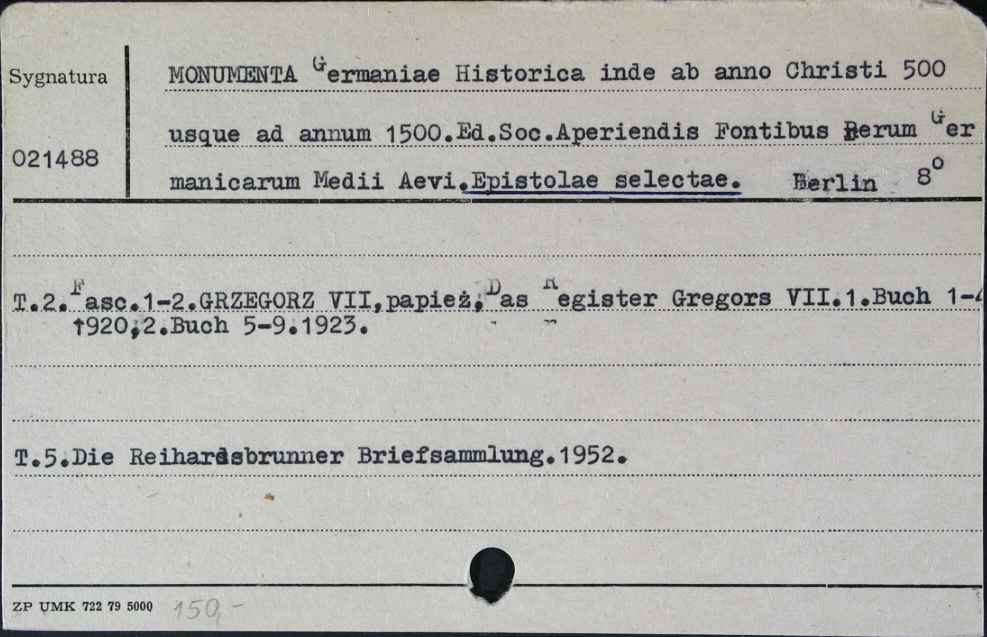 Sygnatura
MONUMENTA Germaniae Historica inde ab anno Christi 500
usque ad annum 1500.Ed.Soc.Aperiendis Fontibus Rerum Ger
021488
manicarum Medii Aevi.Epistolae selectae. Berlin 8°
T.2.Fasc.1-2.GRZEGORZ VII,papież;Das Register Gregors VII.1.Buch 1-4
1920;2.Buch 5-9.1923.
T.5.Die Reihardsbrunner Briefsammlung.1952.
ZP UMK 722 79 5000 150,-